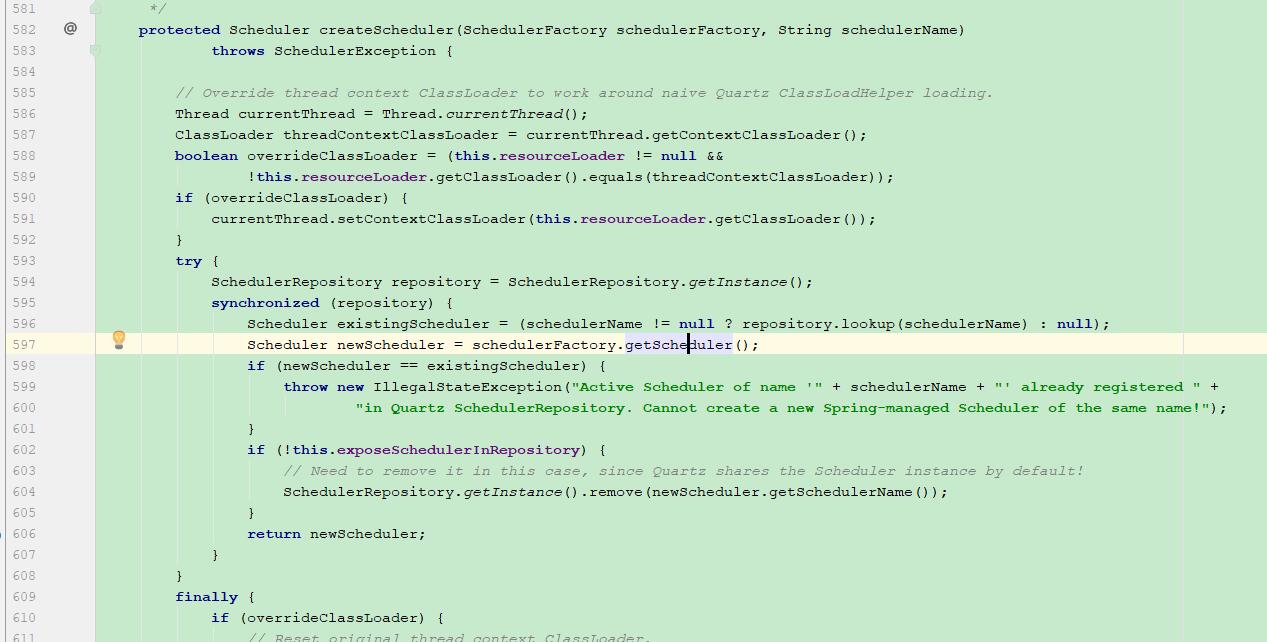 581 */
582 @ protected Scheduler createScheduler(SchedulerFactory schedulerFactory, String schedulerName)
583 throws SchedulerException {
584
585 // Override thread context ClassLoader to work around naive Quartz ClassLoadHelper loading.
586 Thread currentThread = Thread.currentThread();
587 ClassLoader threadContextClassLoader = currentThread.getContextClassLoader();
588 boolean overrideClassLoader = (this.resourceLoader != null &&
589 !this.resourceLoader.getClassLoader().equals(threadContextClassLoader));
590 if (overrideClassLoader) {
591 currentThread.setContextClassLoader(this.resourceLoader.getClassLoader());
592 }
593 try {
594 SchedulerRepository repository = SchedulerRepository.getInstance();
595 synchronized (repository) {
596 Scheduler existingScheduler = (schedulerName != null ? repository.lookup(schedulerName) : null);
597 Scheduler newScheduler = schedulerFactory.getScheduler();
598 if (newScheduler == existingScheduler) {
599 throw new IllegalStateException("Active Scheduler of name '" + schedulerName + "' already registered " +
600 "in Quartz SchedulerRepository. Cannot create a new Spring-managed Scheduler of the same name!");
601 }
602 if (!this.exposeSchedulerInRepository) {
603 // Need to remove it in this case, since Quartz shares the Scheduler instance by default!
604 SchedulerRepository.getInstance().remove(newScheduler.getSchedulerName());
605 }
606 return newScheduler;
607 }
608 }
609 finally {
610 if (overrideClassLoader) {
611 // Reset original thread context ClassLoader.